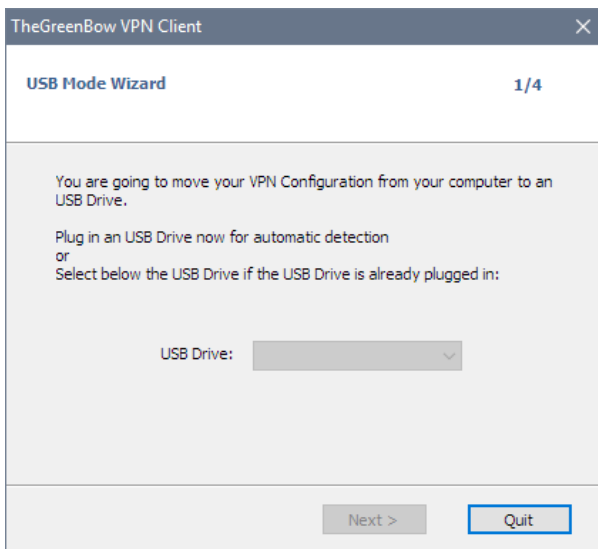 TheGreenBow VPN Client
USB Mode Wizard
1/4
You are going to move your VPN Configuration from your computer to an
USB Drive.
Plug in an USB Drive now for automatic detection
or
Select below the USB Drive if the USB Drive is already plugged in:
USB Drive:
Next >
Quit